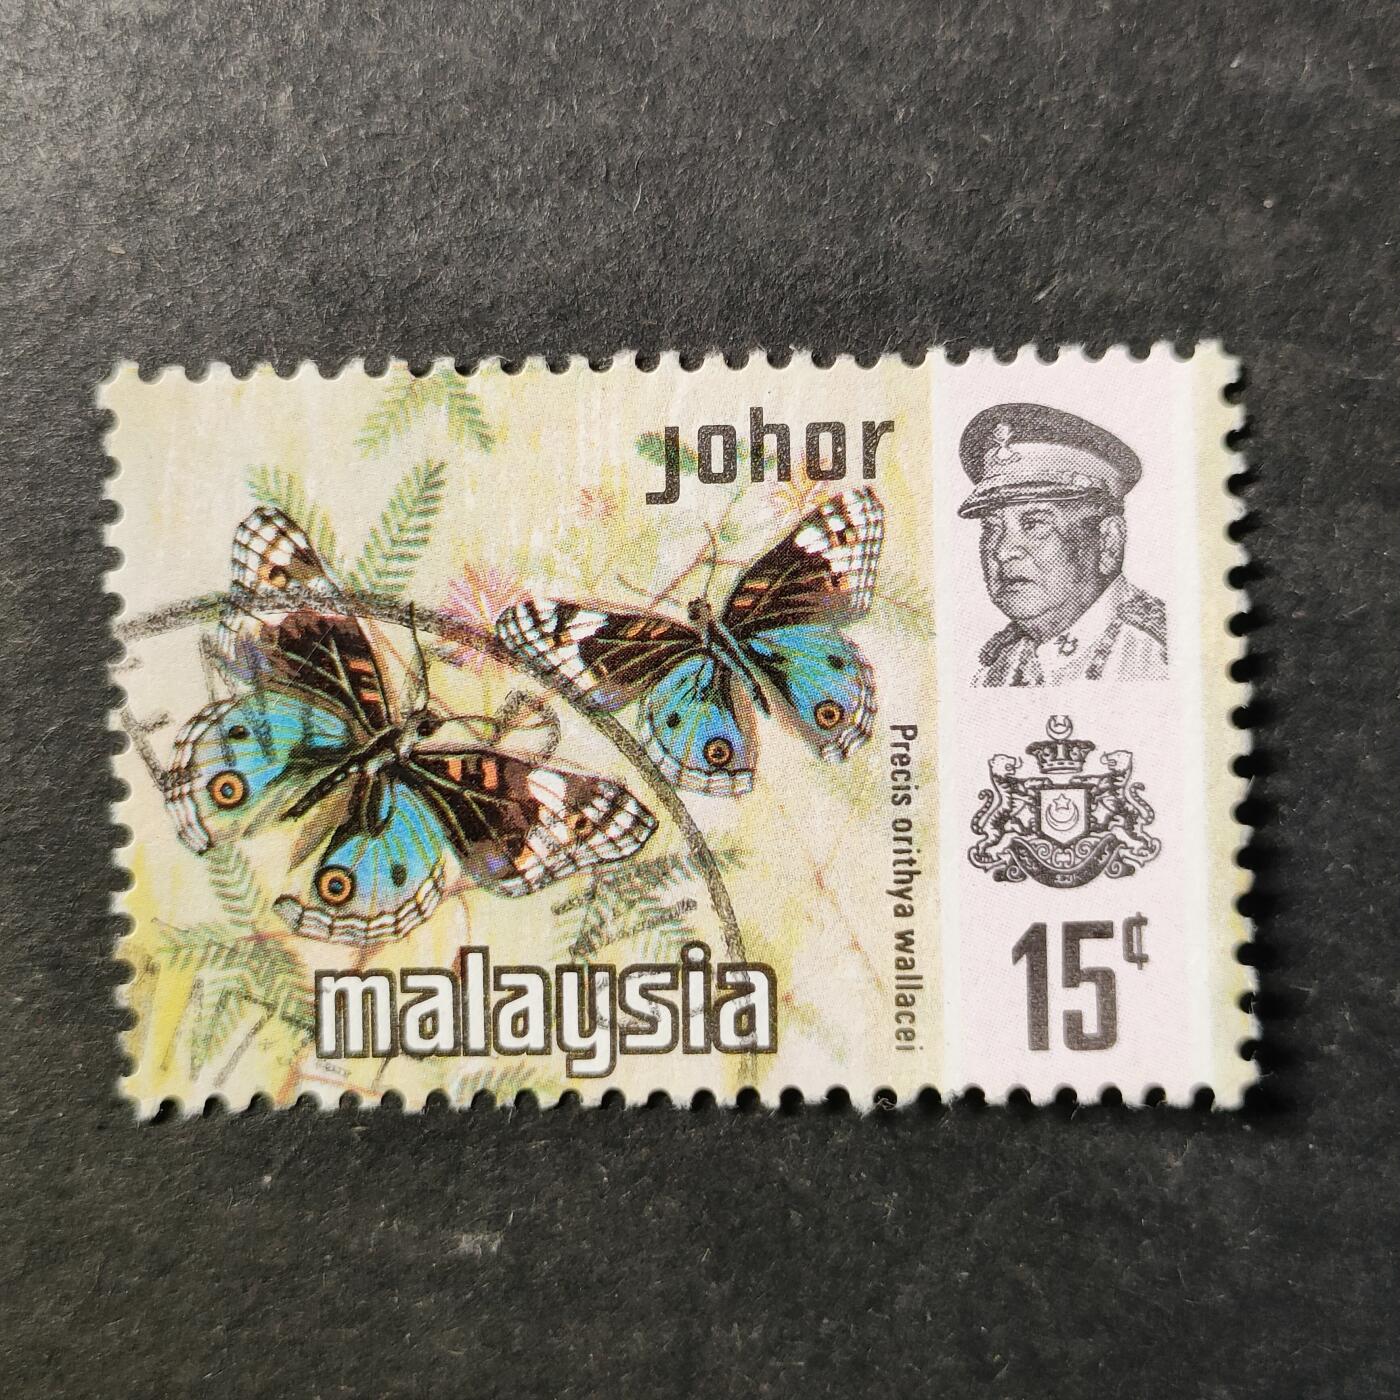 johor
Precis orithya wallacei
15¢
malaysia